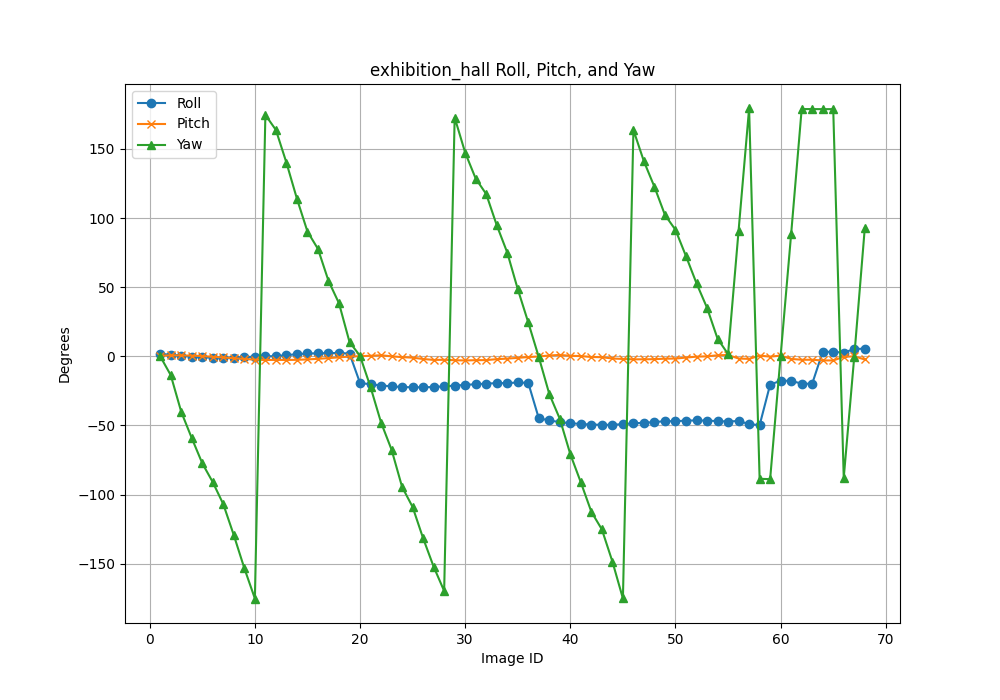 exhibition_hall Roll, Pitch, and Yaw
Roll
Pitch
Yaw
150
100
50
0
−50
−100
−150
Degrees
0 10 20 30 40 50 60 70
Image ID